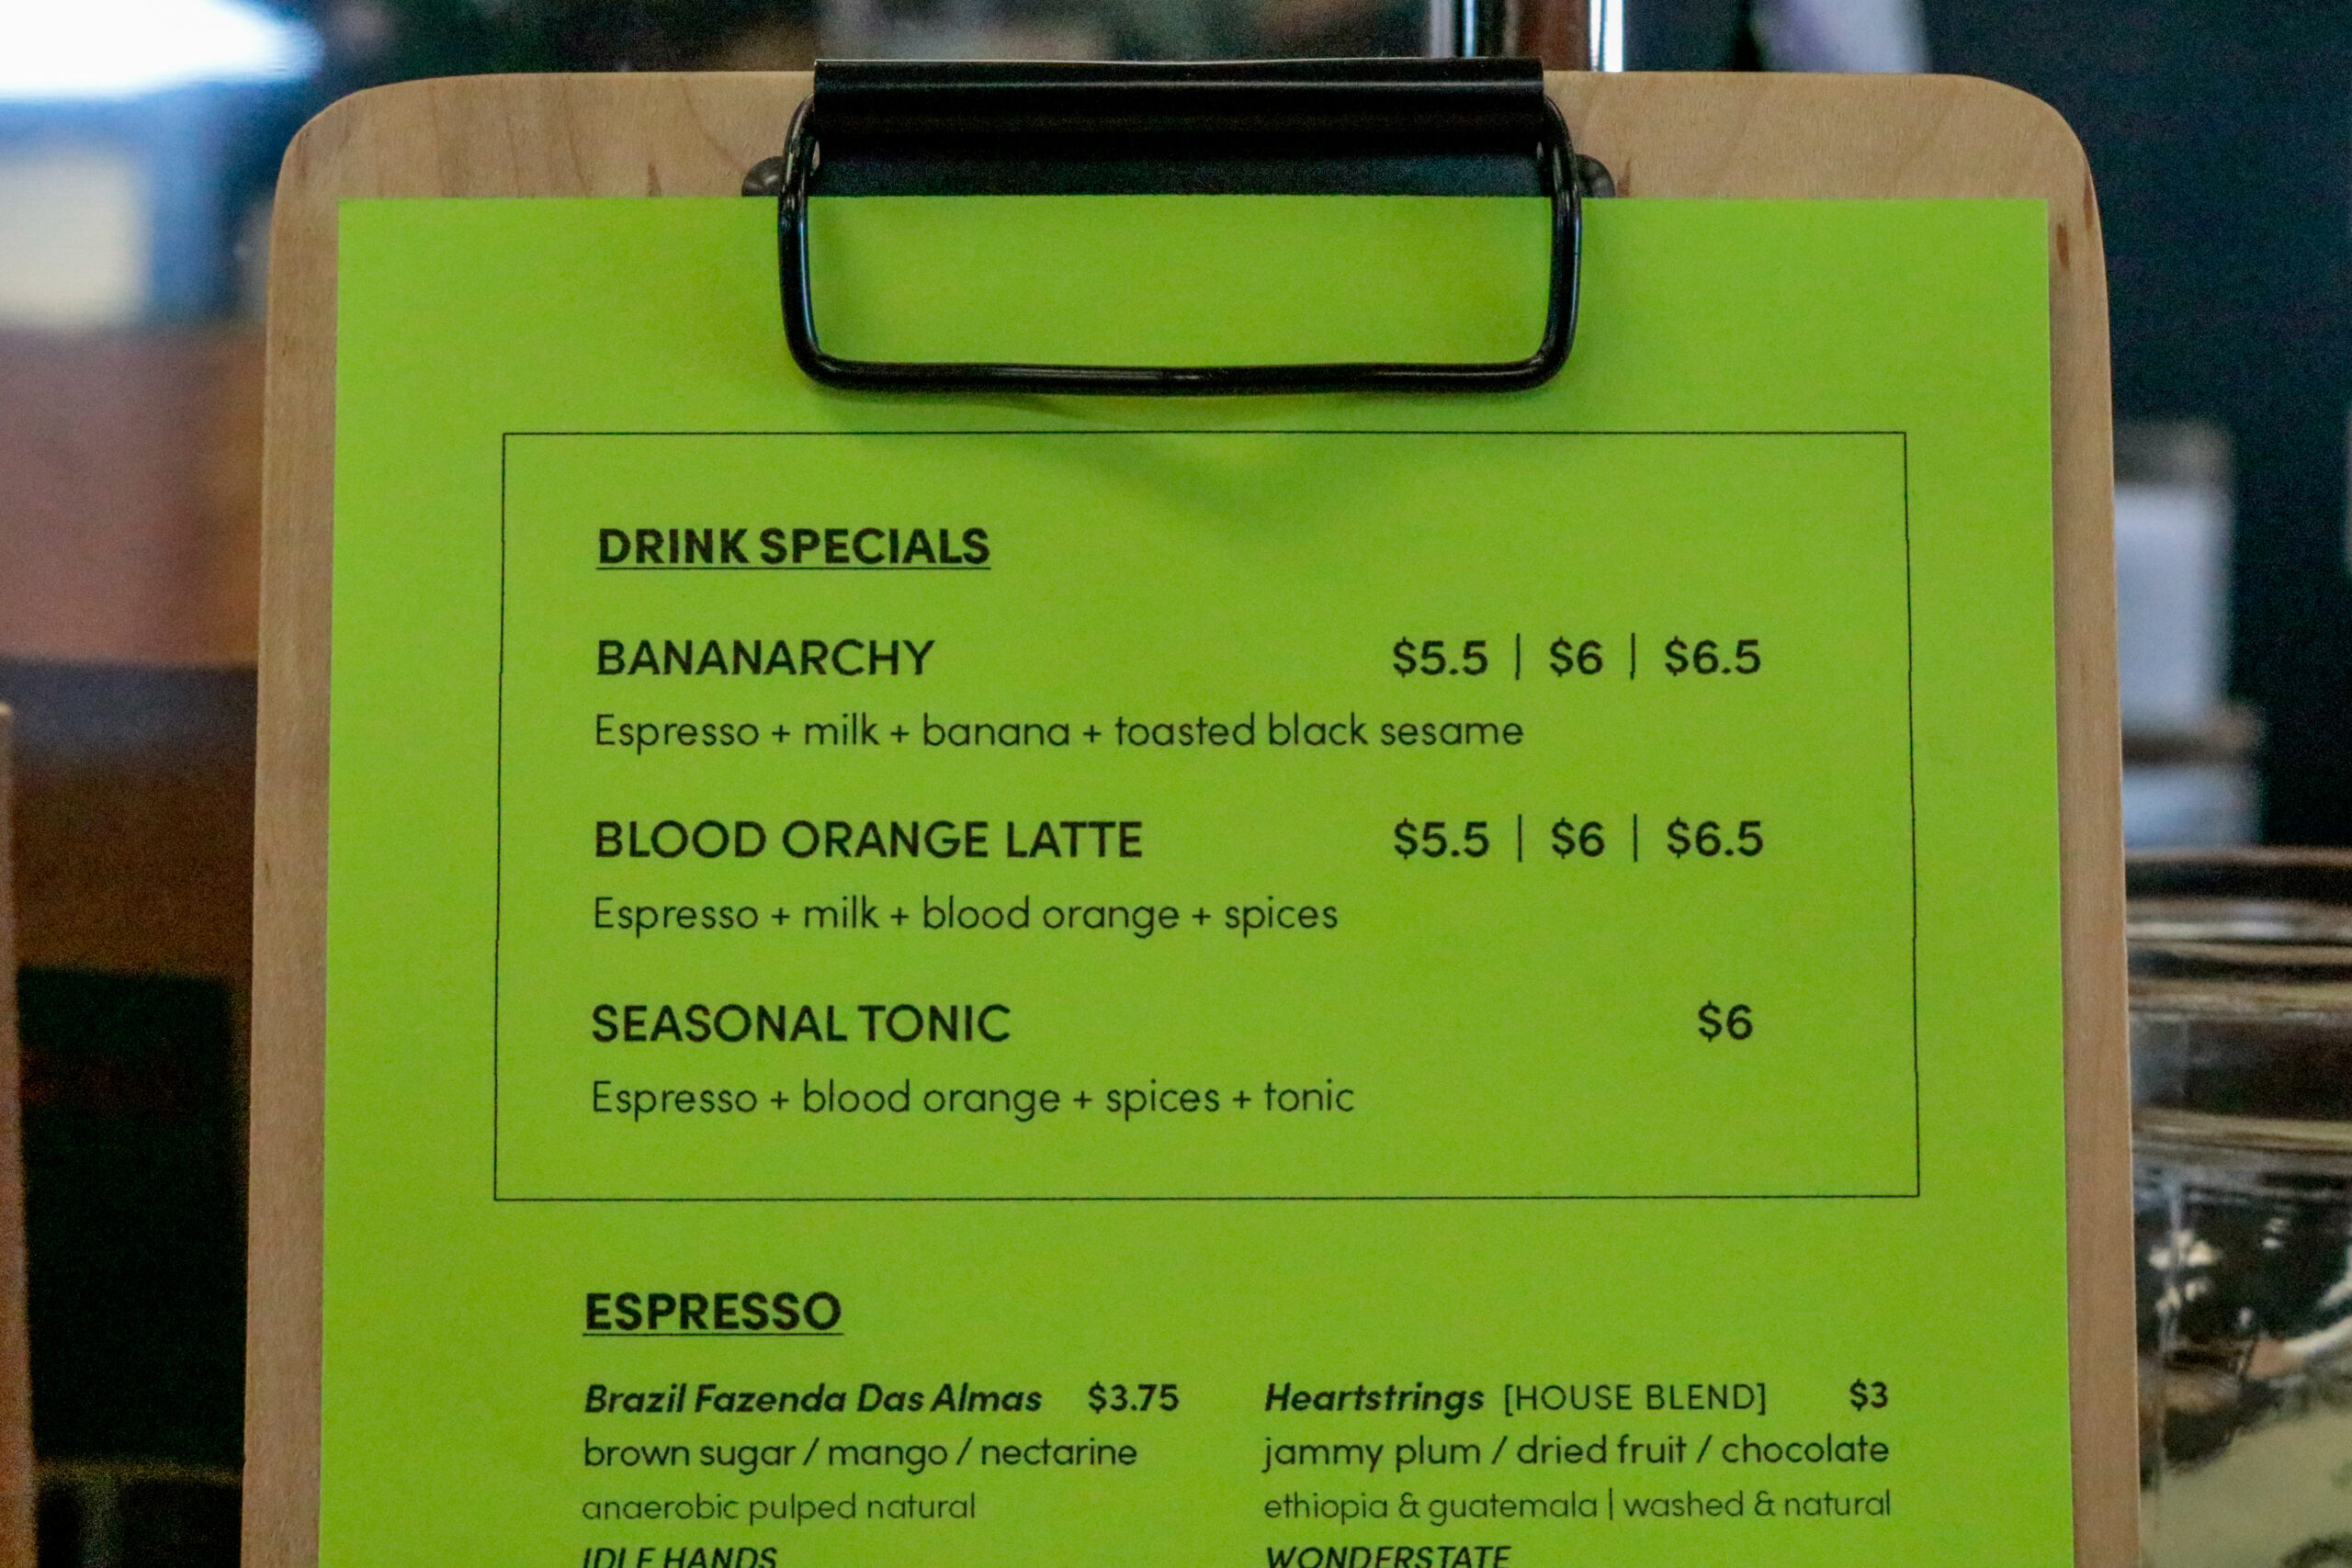 DRINK SPECIALS
BANANARCHY $5.5 | $6 | $6.5
Espresso + milk + banana + toasted black sesame
BLOOD ORANGE LATTE $5.5 | $6 | $6.5
Espresso + milk + blood orange + spices
SEASONAL TONIC $6
Espresso + blood orange + spices + tonic
ESPRESSO
Brazil Fazenda Das Almas $3.75
brown sugar / mango / nectarine
anaerobic pulped natural
IDLE HANDS
Heartstrings [HOUSE BLEND] $3
jammy plum / dried fruit / chocolate
ethiopia & guatemala | washed & natural
WONDERSTATE